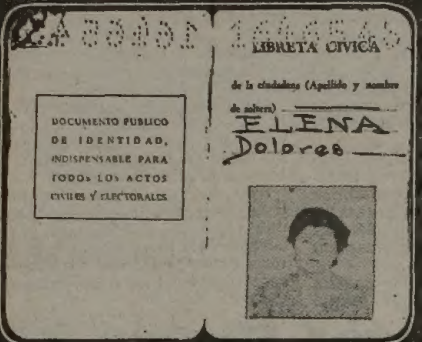 DOCUMENTO PUBLICO
DE IDENTIDAD,
INDISPENSABLE PARA
TODOS LOS ACTOS
CIVILES Y ELECTORALES
LIBRETA CIVICA
de la ciudadana (Apellido y nombre
de soltera)
ELENA
Dolores